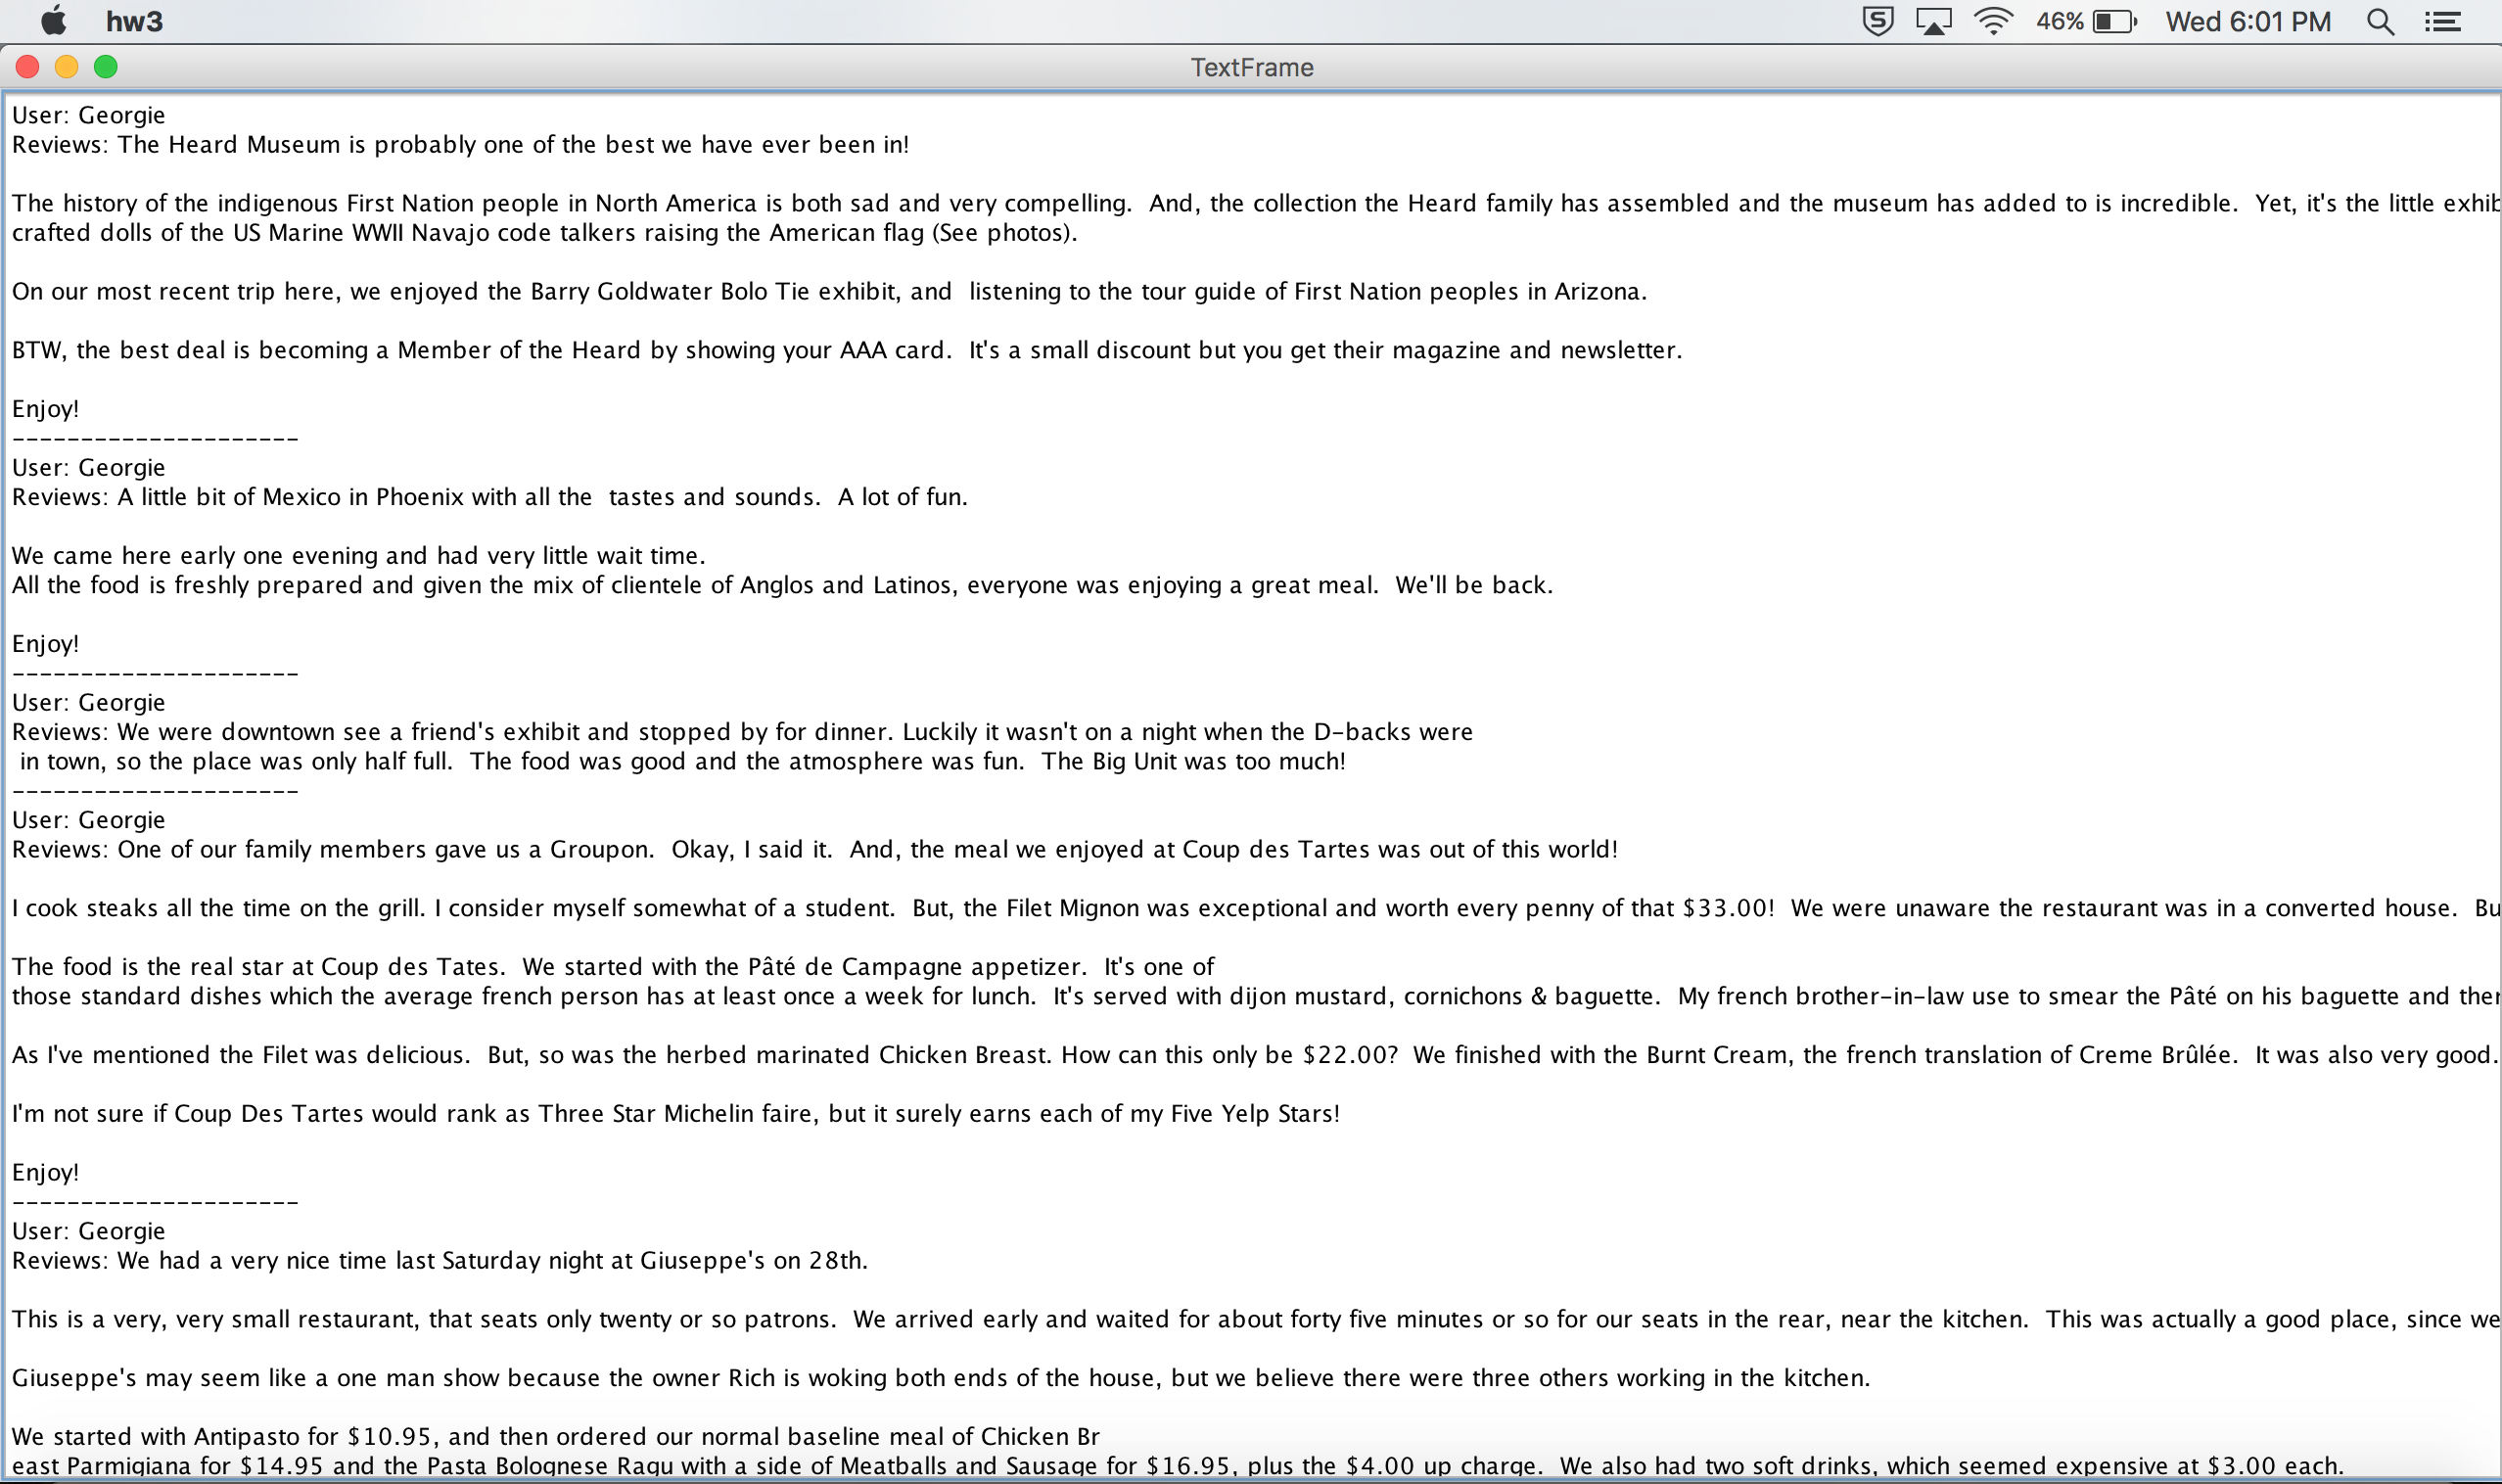 hw3
46%
Wed 6:01 PM
TextFrame
User: Georgie
Reviews: The Heard Museum is probably one of the best we have ever been in!
The history of the indigenous First Nation people in North America is both sad and very compelling.  And, the collection the Heard family has assembled and the museum has added to is incredible.  Yet, it's the little
crafted dolls of the US Marine WWII Navajo code talkers raising the American flag (See photos).
On our most recent trip here, we enjoyed the Barry Goldwater Bolo Tie exhibit, and  listening to the tour guide of First Nation peoples in Arizona.
BTW, the best deal is becoming a Member of the Heard by showing your AAA card.  It's a small discount but you get their magazine and newsletter.
Enjoy!
---------------------
User: Georgie
Reviews: A little bit of Mexico in Phoenix with all the  tastes and sounds.  A lot of fun.
We came here early one evening and had very little wait time.
All the food is freshly prepared and given the mix of clientele of Anglos and Latinos, everyone was enjoying a great meal.  We'll be back.
Enjoy!
---------------------
User: Georgie
Reviews: We were downtown see a friend's exhibit and stopped by for dinner. Luckily it wasn't on a night when the D-backs were
in town, so the place was only half full.  The food was good and the atmosphere was fun.  The Big Unit was too much!
---------------------
User: Georgie
Reviews: One of our family members gave us a Groupon.  Okay, I said it.  And, the meal we enjoyed at Coup des Tartes was out of this world!
I cook steaks all the time on the grill. I consider myself somewhat of a student.  But, the Filet Mignon was exceptional and worth every penny of that $33.00!  We were unaware the restaurant was in a converted house.  Bu
The food is the real star at Coup des Tates.  We started with the Pâté de Campagne appetizer.  It's one of
those standard dishes which the average french person has at least once a week for lunch.  It's served with dijon mustard, cornichons & baguette.  My french brother-in-law use to smear the Pâté on his baguette and
As I've mentioned the Filet was delicious.  But, so was the herbed marinated Chicken Breast. How can this only be $22.00?  We finished with the Burnt Cream, the french translation of Creme Brûlée.  It was also very good.
I'm not sure if Coup Des Tartes would rank as Three Star Michelin faire, but it surely earns each of my Five Yelp Stars!
Enjoy!
---------------------
User: Georgie
Reviews: We had a very nice time last Saturday night at Giuseppe's on 28th.
This is a very, very small restaurant, that seats only twenty or so patrons.  We arrived early and waited for about forty five minutes or so for our seats in the rear, near the kitchen.  This was actually a good place, since we
Giuseppe's may seem like a one man show because the owner Rich is woking both ends of the house, but we believe there were three others working in the kitchen.
We started with Antipasto for $10.95, and then ordered our normal baseline meal of Chicken Br
east Parmigiana for $14.95 and the Pasta Bolognese Ragu with a side of Meatballs and Sausage for $16.95, plus the $4.00 up charge.  We also had two soft drinks, which seemed expensive at $3.00 each.